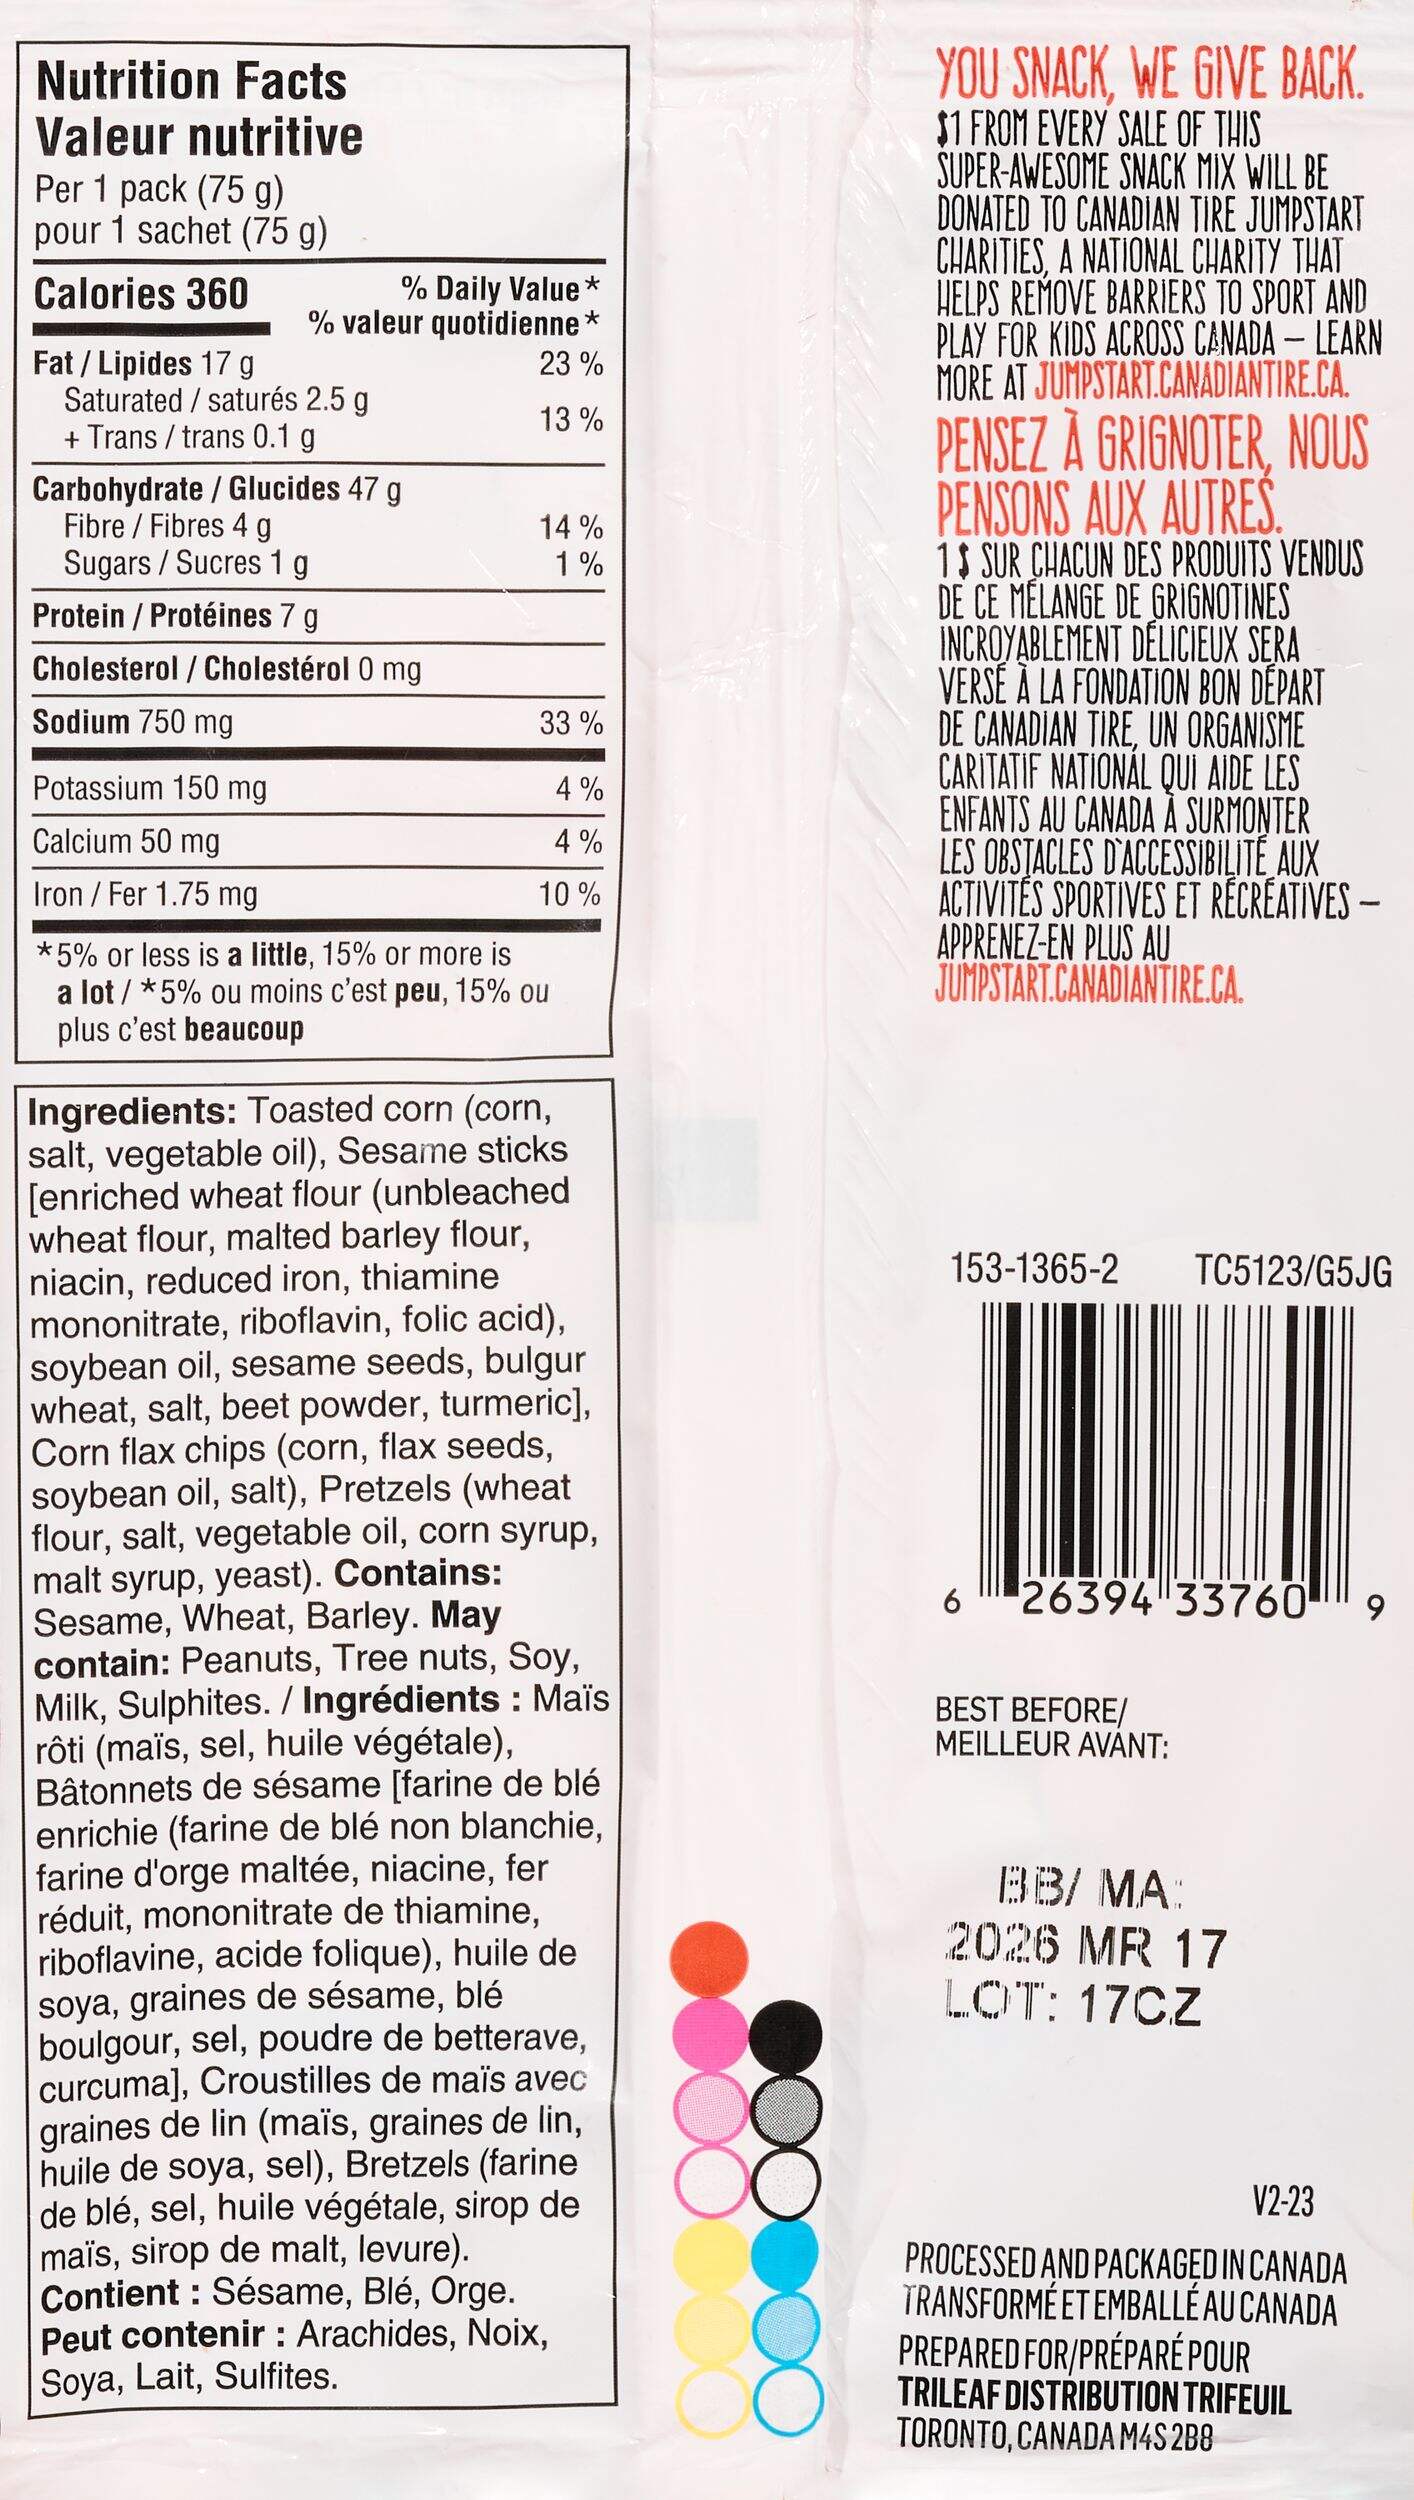 Nutrition Facts
Valeur nutritive
Per 1 pack (75 g)
pour 1 sachet (75 g)
Calories 360
% Daily Value*
% valeur quotidienne*
Fat / Lipides 17 g 23 %
Saturated / saturés 2.5 g
+ Trans / trans 0.1 g
13 %
Carbohydrate / Glucides 47 g
Fibre / Fibres 4 g 14 %
Sugars / Sucres 1 g 1 %
Protein / Protéines 7 g
Cholesterol / Cholestérol 0 mg
Sodium 750 mg 33 %
Potassium 150 mg 4 %
Calcium 50 mg 4 %
Iron / Fer 1.75 mg 10 %
*5% or less is a little, 15% or more is
a lot / *5% ou moins c'est peu, 15% ou
plus c'est beaucoup
Ingredients: Toasted corn (corn,
salt, vegetable oil), Sesame sticks
[enriched wheat flour (unbleached
wheat flour, malted barley flour,
niacin, reduced iron, thiamine
mononitrate, riboflavin, folic acid),
soybean oil, sesame seeds, bulgur
wheat, salt, beet powder, turmeric],
Corn flax chips (corn, flax seeds,
soybean oil, salt), Pretzels (wheat
flour, salt, vegetable oil, corn syrup,
malt syrup, yeast). Contains:
Sesame, Wheat, Barley. May
contain: Peanuts, Tree nuts, Soy,
Milk, Sulphites. / Ingrédients : Maïs
rôti (maïs, sel, huile végétale),
Bâtonnets de sésame [farine de blé
enrichie (farine de blé non blanchie,
farine d'orge maltée, niacine, fer
réduit, mononitrate de thiamine,
riboflavine, acide folique), huile de
soya, graines de sésame, blé
boulgour, sel, poudre de betterave,
curcuma], Croustilles de maïs avec
graines de lin (maïs, graines de lin,
huile de soya, sel), Bretzels (farine
de blé, sel, huile végétale, sirop de
maïs, sirop de malt, levure).
Contient : Sésame, Blé, Orge.
Peut contenir : Arachides, Noix,
Soya, Lait, Sulfites.
YOU SNACK, WE GIVE BACK.
$1 FROM EVERY SALE OF THIS
SUPER-AWESOME SNACK MIX WILL BE
DONATED TO CANADIAN TIRE JUMPSTART
CHARITIES, A NATIONAL CHARITY THAT
HELPS REMOVE BARRIERS TO SPORT AND
PLAY FOR KIDS ACROSS CANADA – LEARN
MORE AT JUMPSTART.CANADIANTIRE.CA.
PENSEZ À GRIGNOTER, NOUS
PENSONS AUX AUTRES.
1 $ SUR CHACUN DES PRODUITS VENDUS
DE CE MÉLANGE DE GRIGNOTINES
INCROYABLEMENT DÉLICIEUX SERA
VERSÉ À LA FONDATION BON DÉPART
DE CANADIAN TIRE, UN ORGANISME
CARITATIF NATIONAL QUI AIDE LES
ENFANTS AU CANADA À SURMONTER
LES OBSTACLES D'ACCESSIBILITÉ AUX
ACTIVITÉS SPORTIVES ET RÉCRÉATIVES –
APPRENEZ-EN PLUS AU
JUMPSTART.CANADIANTIRE.CA.
153-1365-2 TC5123/G5JG
6 26394 33760 9
BEST BEFORE/
MEILLEUR AVANT:
BB/ MA:
2026 MR 17
LOT: 17CZ
V2-23
PROCESSED AND PACKAGED IN CANADA
TRANSFORMÉ ET EMBALLÉ AU CANADA
PREPARED FOR/PRÉPARÉ POUR
TRILEAF DISTRIBUTION TRIFEUIL
TORONTO, CANADA M4S 2B8